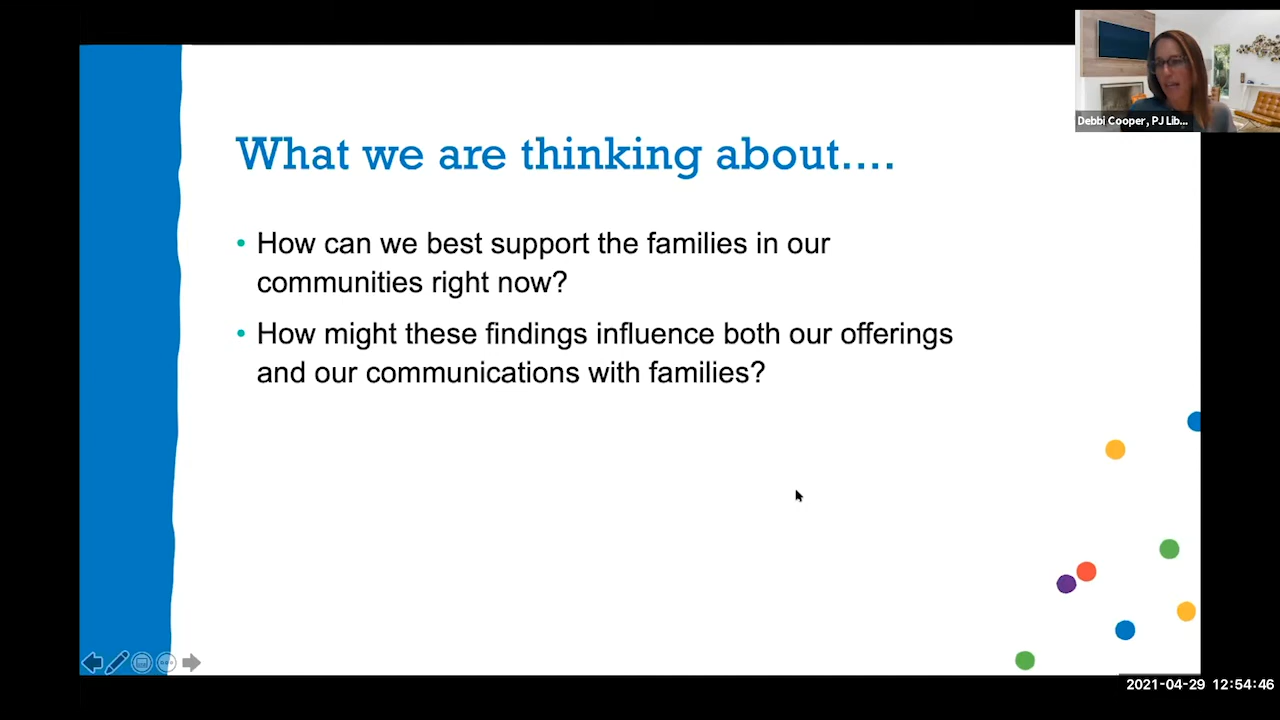 What we are thinking about....
• How can we best support the families in our
communities right now?
• How might these findings influence both our offerings
and our communications with families?
Debbi Cooper, PJ Lib...
2021-04-29 12:54:46